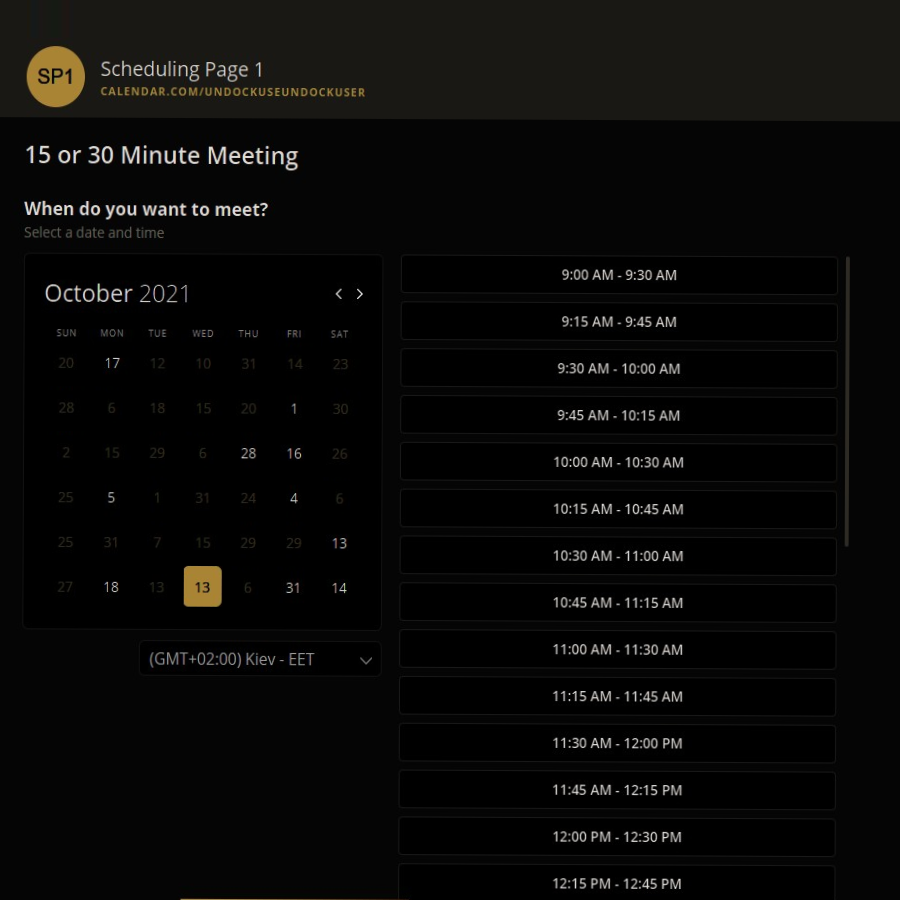 SP1
Scheduling Page 1
CALENDAR.COM/UNDOCKUSEUNDOCKUSER
15 or 30 Minute Meeting
When do you want to meet?
Select a date and time
October 2021
SUN MON TUE WED THU FRI SAT
20 17 12 10 31 14 23
28 6 18 15 20 1 30
2 15 29 6 28 16 26
25 5 1 31 24 4 6
25 31 7 15 29 29 13
27 18 13 13 6 31 14
(GMT+02:00) Kiev - EET
9:00 AM - 9:30 AM
9:15 AM - 9:45 AM
9:30 AM - 10:00 AM
9:45 AM - 10:15 AM
10:00 AM - 10:30 AM
10:15 AM - 10:45 AM
10:30 AM - 11:00 AM
10:45 AM - 11:15 AM
11:00 AM - 11:30 AM
11:15 AM - 11:45 AM
11:30 AM - 12:00 PM
11:45 AM - 12:15 PM
12:00 PM - 12:30 PM
12:15 PM - 12:45 PM